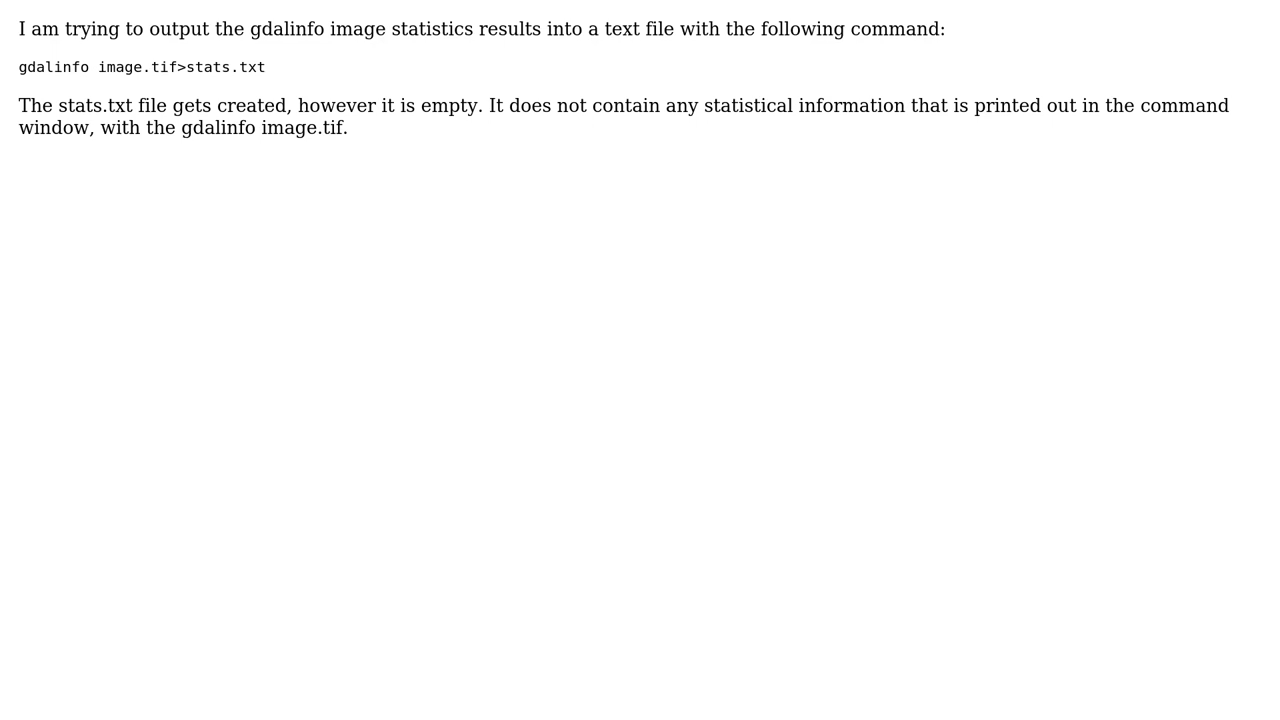 I am trying to output the gdalinfo image statistics results into a text file with the following command:
gdalinfo image.tif>stats.txt
The stats.txt file gets created, however it is empty. It does not contain any statistical information that is printed out in the command
window, with the gdalinfo image.tif.